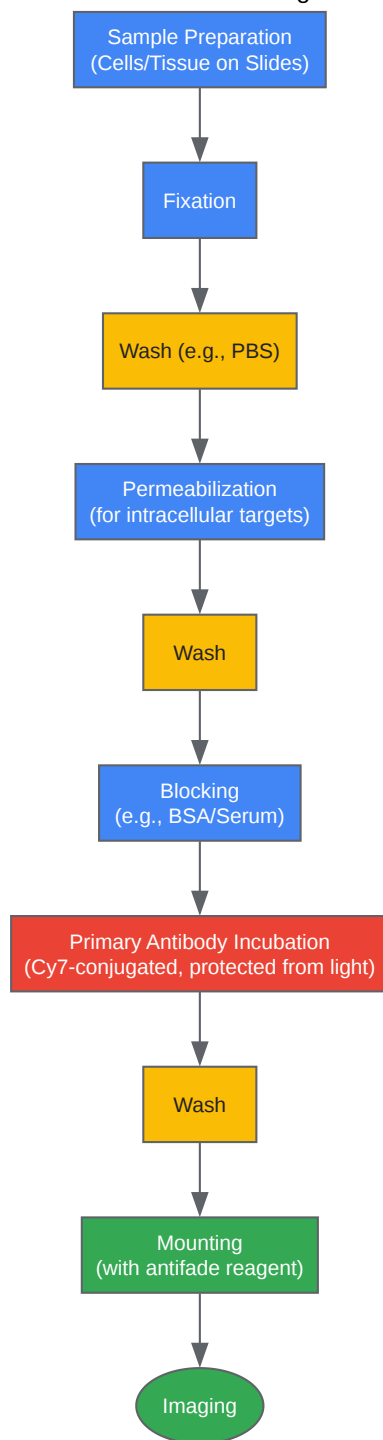 Sample Preparation
(Cells/Tissue on Slides)
Fixation
Wash (e.g., PBS)
Permeabilization
(for intracellular targets)
Wash
Blocking
(e.g., BSA/Serum)
Primary Antibody Incubation
(Cy7-conjugated, protected from light)
Wash
Mounting
(with antifade reagent)
Imaging